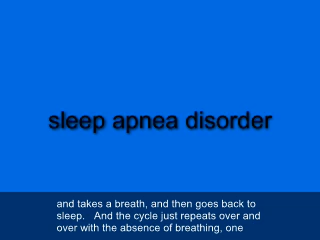 sleep apnea disorder
and takes a breath, and then goes back to
sleep.   And the cycle just repeats over and
over with the absence of breathing, one